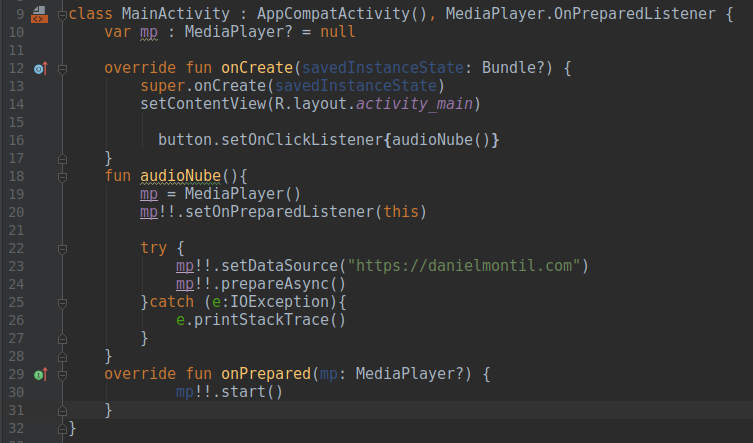 9 class MainActivity : AppCompatActivity(), MediaPlayer.OnPreparedListener {
10 var mp : MediaPlayer? = null
11
12 override fun onCreate(savedInstanceState: Bundle?) {
13 super.onCreate(savedInstanceState)
14 setContentView(R.layout.activity_main)
15
16 button.setOnClickListener{audioNube()}
17 }
18 fun audioNube(){
19 mp = MediaPlayer()
20 mp!!.setOnPreparedListener(this)
21
22 try {
23 mp!!.setDataSource("https://danielmontil.com")
24 mp!!.prepareAsync()
25 }catch (e:IOException){
26 e.printStackTrace()
27 }
28 }
29 override fun onPrepared(mp: MediaPlayer?) {
30 mp!!.start()
31 }
32 }